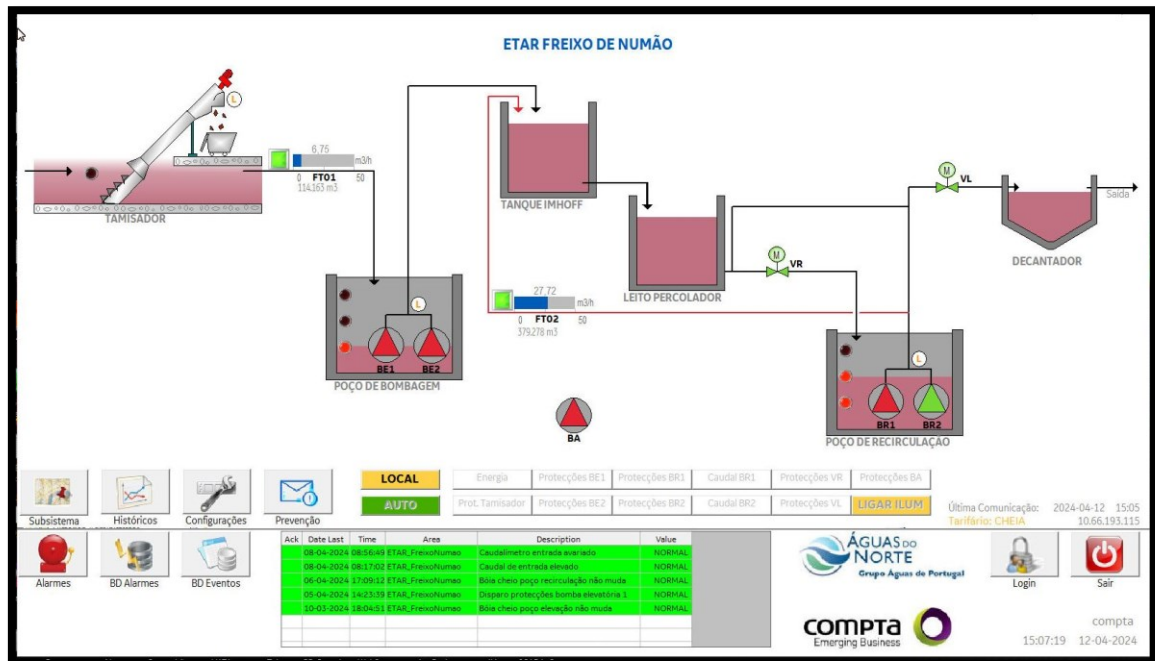 ETAR FREIXO DE NUMÃO
L
6,75
m3/h
0 FT01 50
114.163 m3
TAMISADOR
TANQUE IMHOFF
M
VL
Saída
DECANTADOR
M
VR
LEITO PERCOLADOR
27,72
m3/h
0 FT02 50
379.278 m3
L
BE1 BE2
POÇO DE BOMBAGEM
L
BR1 BR2
POÇO DE RECIRCULAÇÃO
BA
LOCAL Energia Protecções BE1 Protecções BR1 Caudal BR1 Protecções VR Protecções BA
AUTO Prot. Tamisador Protecções BE2 Protecções BR2 Caudal BR2 Protecções VL LIGAR ILUM
Subsistema Históricos Configurações Prevenção
Última Comunicação: 2024-04-12 15:05
Tarifário: CHEIA 10.66.193.115
Ack Date Last Time Area Description Value
08-04-2024 08:56:49 ETAR_FreixoNumao Caudalímetro entrada avariado NORMAL
08-04-2024 08:17:02 ETAR_FreixoNumao Caudal de entrada elevado NORMAL
06-04-2024 17:09:12 ETAR_FreixoNumao Bóia cheio poço recirculação não muda NORMAL
05-04-2024 14:23:39 ETAR_FreixoNumao Disparo protecções bomba elevatória 1 NORMAL
10-03-2024 18:04:51 ETAR_FreixoNumao Bóia cheio poço elevação não muda NORMAL
Alarmes BD Alarmes BD Eventos
ÁGUAS DO
NORTE
Grupo Águas de Portugal
Login Sair
compta
Emerging Business
compta
15:07:19 12-04-2024